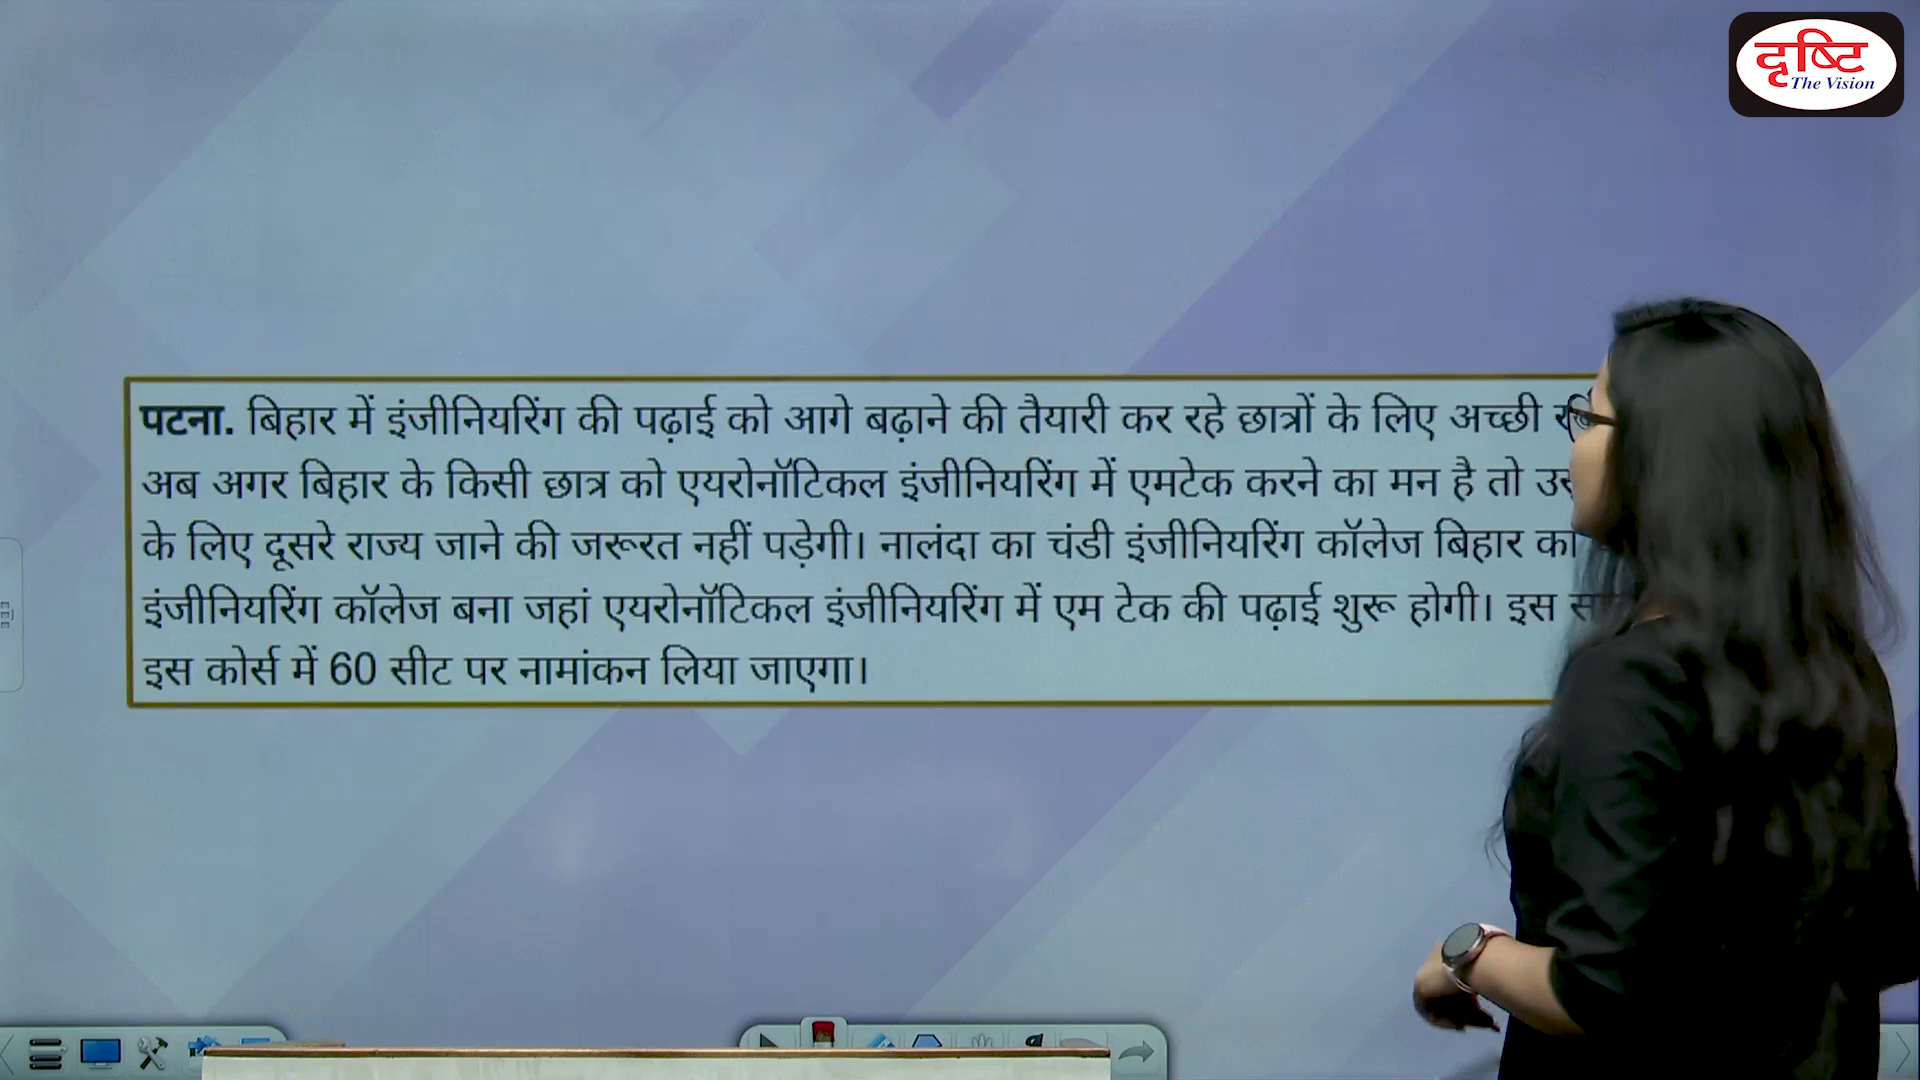 दृष्टि
The Vision
पटना. बिहार में इंजीनियरिंग की पढ़ाई को आगे बढ़ाने की तैयारी कर रहे छात्रों के लिए अच्छी
अब अगर बिहार के किसी छात्र को एयरोनॉटिकल इंजीनियरिंग में एमटेक करने का मन है तो
के लिए दूसरे राज्य जाने की जरूरत नहीं पड़ेगी। नालंदा का चंडी इंजीनियरिंग कॉलेज बिहार का
इंजीनियरिंग कॉलेज बना जहां एयरोनॉटिकल इंजीनियरिंग में एम टेक की पढ़ाई शुरू होगी। इस
इस कोर्स में 60 सीट पर नामांकन लिया जाएगा।